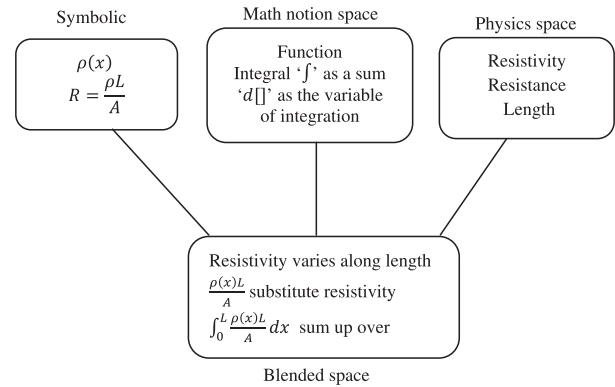 Symbolic
ρ(x)
R = ρL/A
Math notion space
Function
Integral ‘∫’ as a sum
‘d[]’ as the variable
of integration
Physics space
Resistivity
Resistance
Length
Resistivity varies along length
ρ(x)L/A substitute resistivity
∫₀ᴸ ρ(x)L/A dx sum up over
Blended space